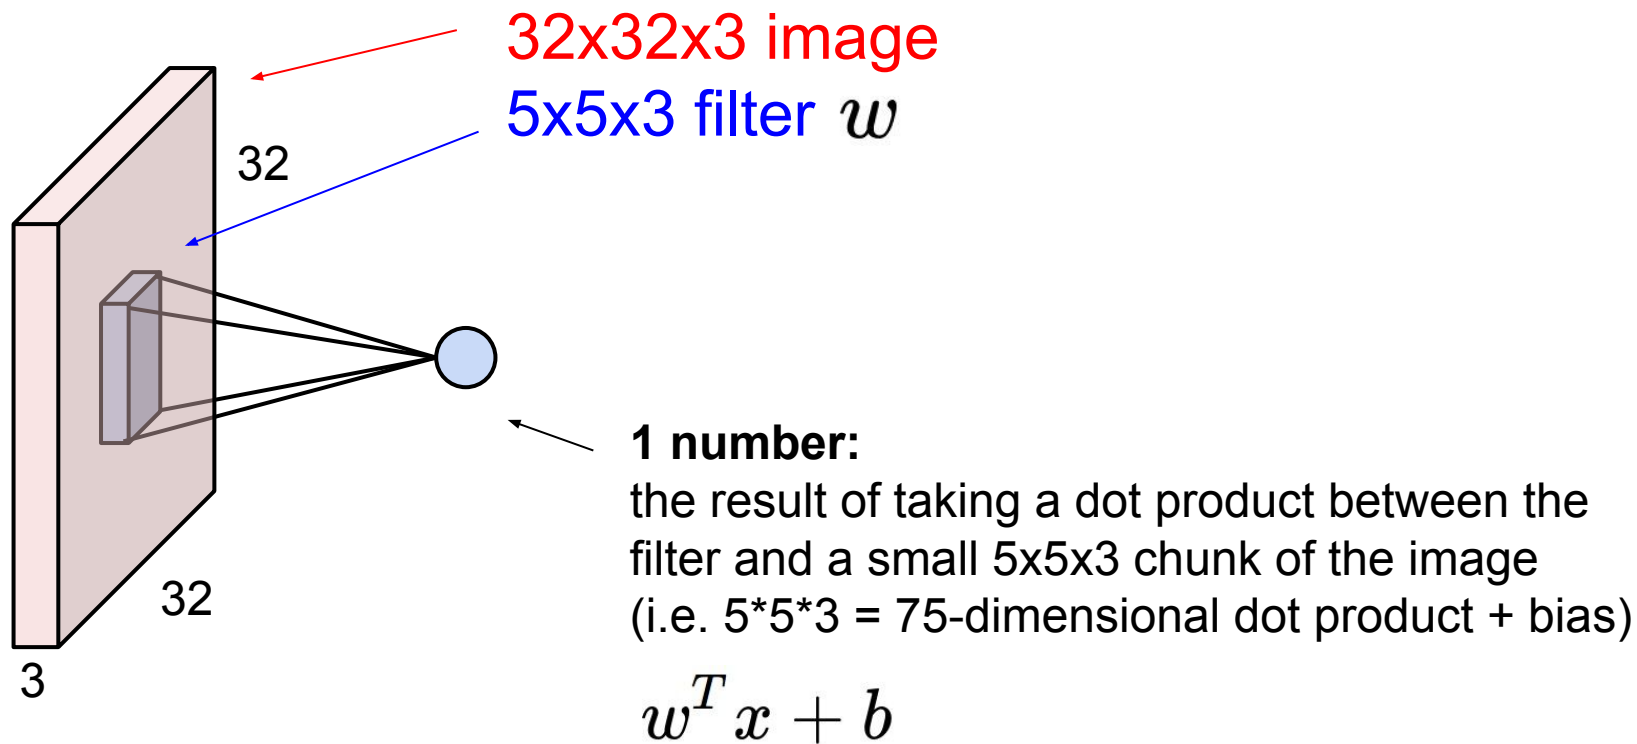 32x32x3 image
5x5x3 filter w
32
32
3
1 number:
the result of taking a dot product between the
filter and a small 5x5x3 chunk of the image
(i.e. 5*5*3 = 75-dimensional dot product + bias)
w^T x + b